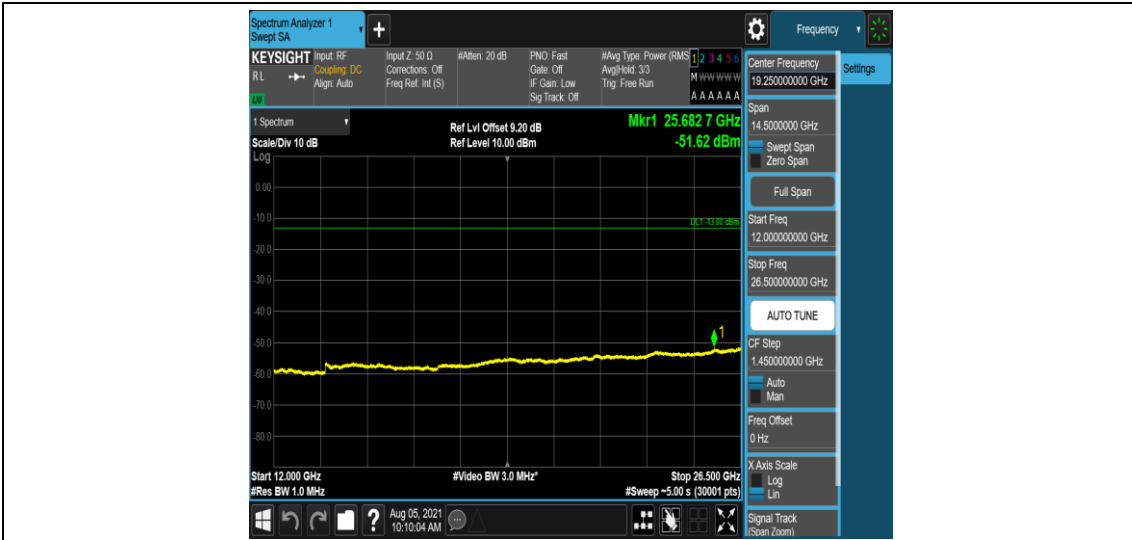 Spectrum Analyzer 1
Swept SA
Frequency
KEYSIGHT
RL
LXI
Input: RF
Coupling: DC
Align: Auto
Input Z: 50 Ω
Corrections: Off
Freq Ref: Int (S)
#Atten: 20 dB
PNO: Fast
Gate: Off
IF Gain: Low
Sig Track: Off
#Avg Type: Power (RMS
Avg|Hold: 3/3
Trig: Free Run
1 2 3 4 5 6
M W W W W W
A A A A A A
1 Spectrum
Scale/Div 10 dB
Log
Ref Lvl Offset 9.20 dB
Ref Level 10.00 dBm
Mkr1 25.682 7 GHz
-51.62 dBm
0.00
-10.0
DL1 -13.00 dBm
-20.0
-30.0
-40.0
1
-50.0
-60.0
-70.0
-80.0
Start 12.000 GHz
#Video BW 3.0 MHz*
Stop 26.500 GHz
#Res BW 1.0 MHz
#Sweep ~5.00 s (30001 pts)
Aug 05, 2021
10:10:04 AM
?
Center Frequency
19.250000000 GHz
Settings
Span
14.5000000 GHz
Swept Span
Zero Span
Full Span
Start Freq
12.000000000 GHz
Stop Freq
26.500000000 GHz
AUTO TUNE
CF Step
1.450000000 GHz
Auto
Man
Freq Offset
0 Hz
X Axis Scale
Log
Lin
Signal Track
(Span Zoom)